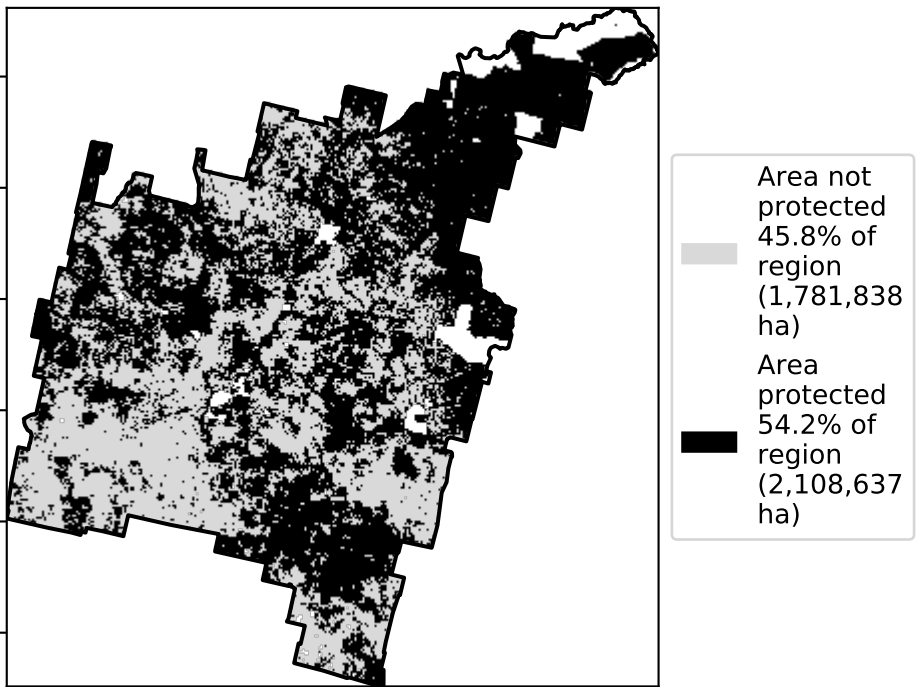 Area not
protected
45.8% of
region
(1,781,838
ha)
Area
protected
54.2% of
region
(2,108,637
ha)